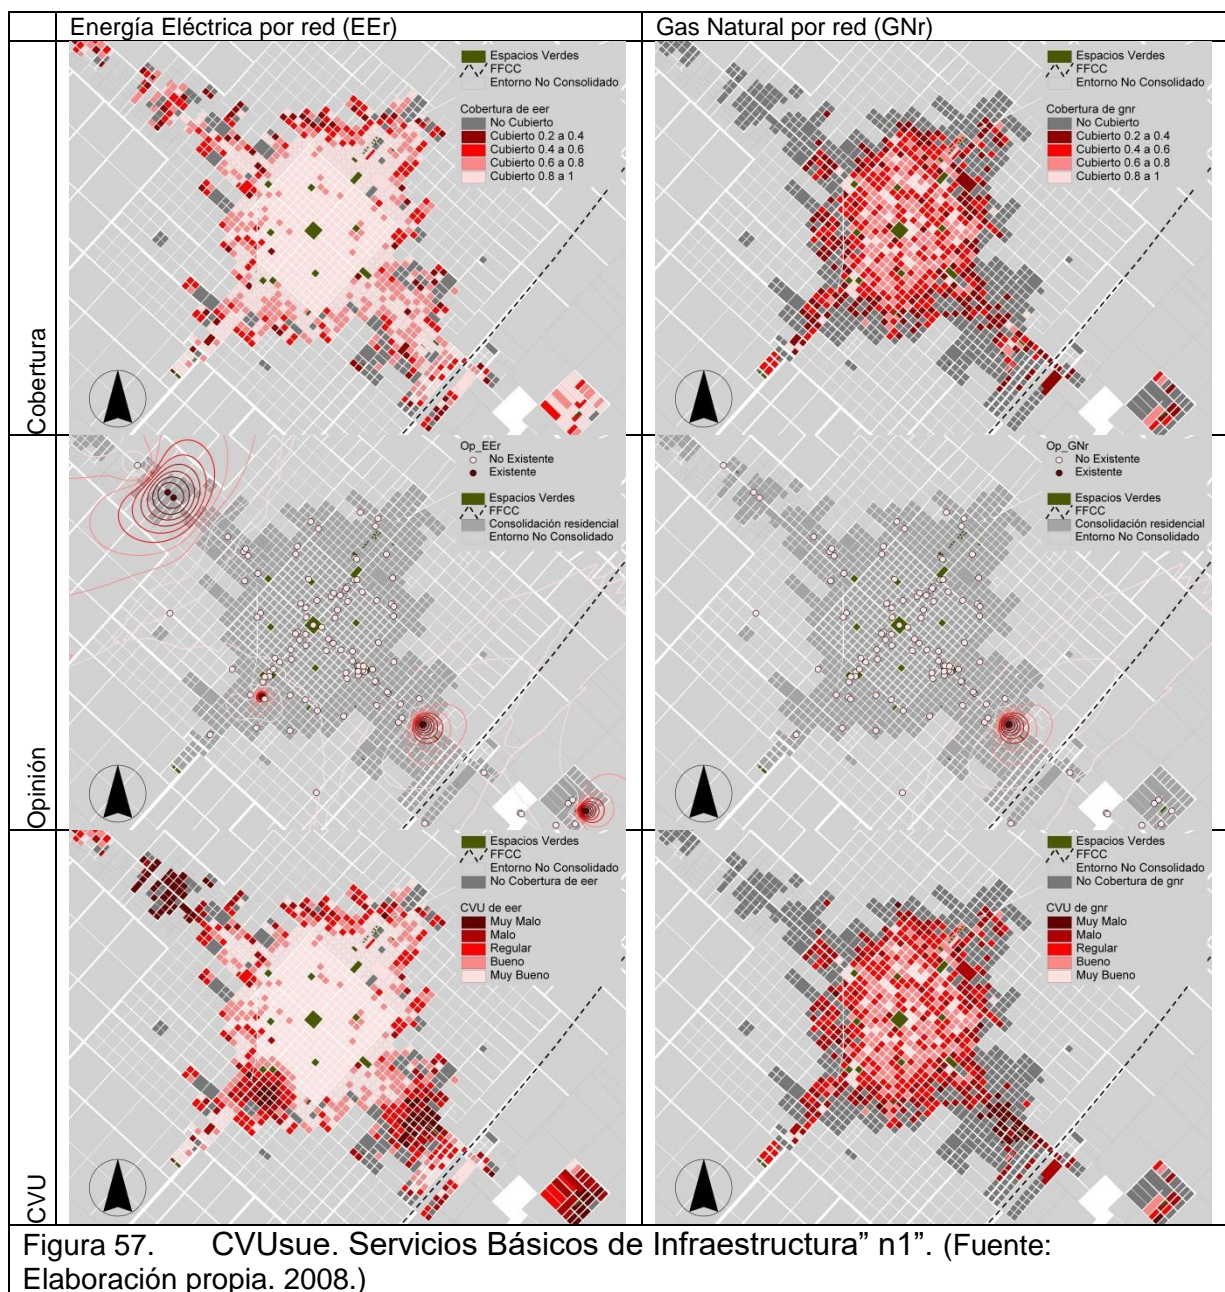 Energía Eléctrica por red (EEr)
Gas Natural por red (GNr)
Cobertura
Espacios Verdes
FFCC
Entorno No Consolidado
Cobertura de eer
No Cubierto
Cubierto 0.2 a 0.4
Cubierto 0.4 a 0.6
Cubierto 0.6 a 0.8
Cubierto 0.8 a 1
Espacios Verdes
FFCC
Entorno No Consolidado
Cobertura de gnr
No Cubierto
Cubierto 0.2 a 0.4
Cubierto 0.4 a 0.6
Cubierto 0.6 a 0.8
Cubierto 0.8 a 1
Opinión
Op_EEr
No Existente
Existente
Espacios Verdes
FFCC
Consolidación residencial
Entorno No Consolidado
Op_GNr
No Existente
Existente
Espacios Verdes
FFCC
Consolidación residencial
Entorno No Consolidado
CVU
Espacios Verdes
FFCC
Entorno No Consolidado
No Cobertura de eer
CVU de eer
Muy Malo
Malo
Regular
Bueno
Muy Bueno
Espacios Verdes
FFCC
Entorno No Consolidado
No Cobertura de gnr
CVU de gnr
Muy Malo
Malo
Regular
Bueno
Muy Bueno
Figura 57. CVUsue. Servicios Básicos de Infraestructura” n1”. (Fuente:
Elaboración propia. 2008.)